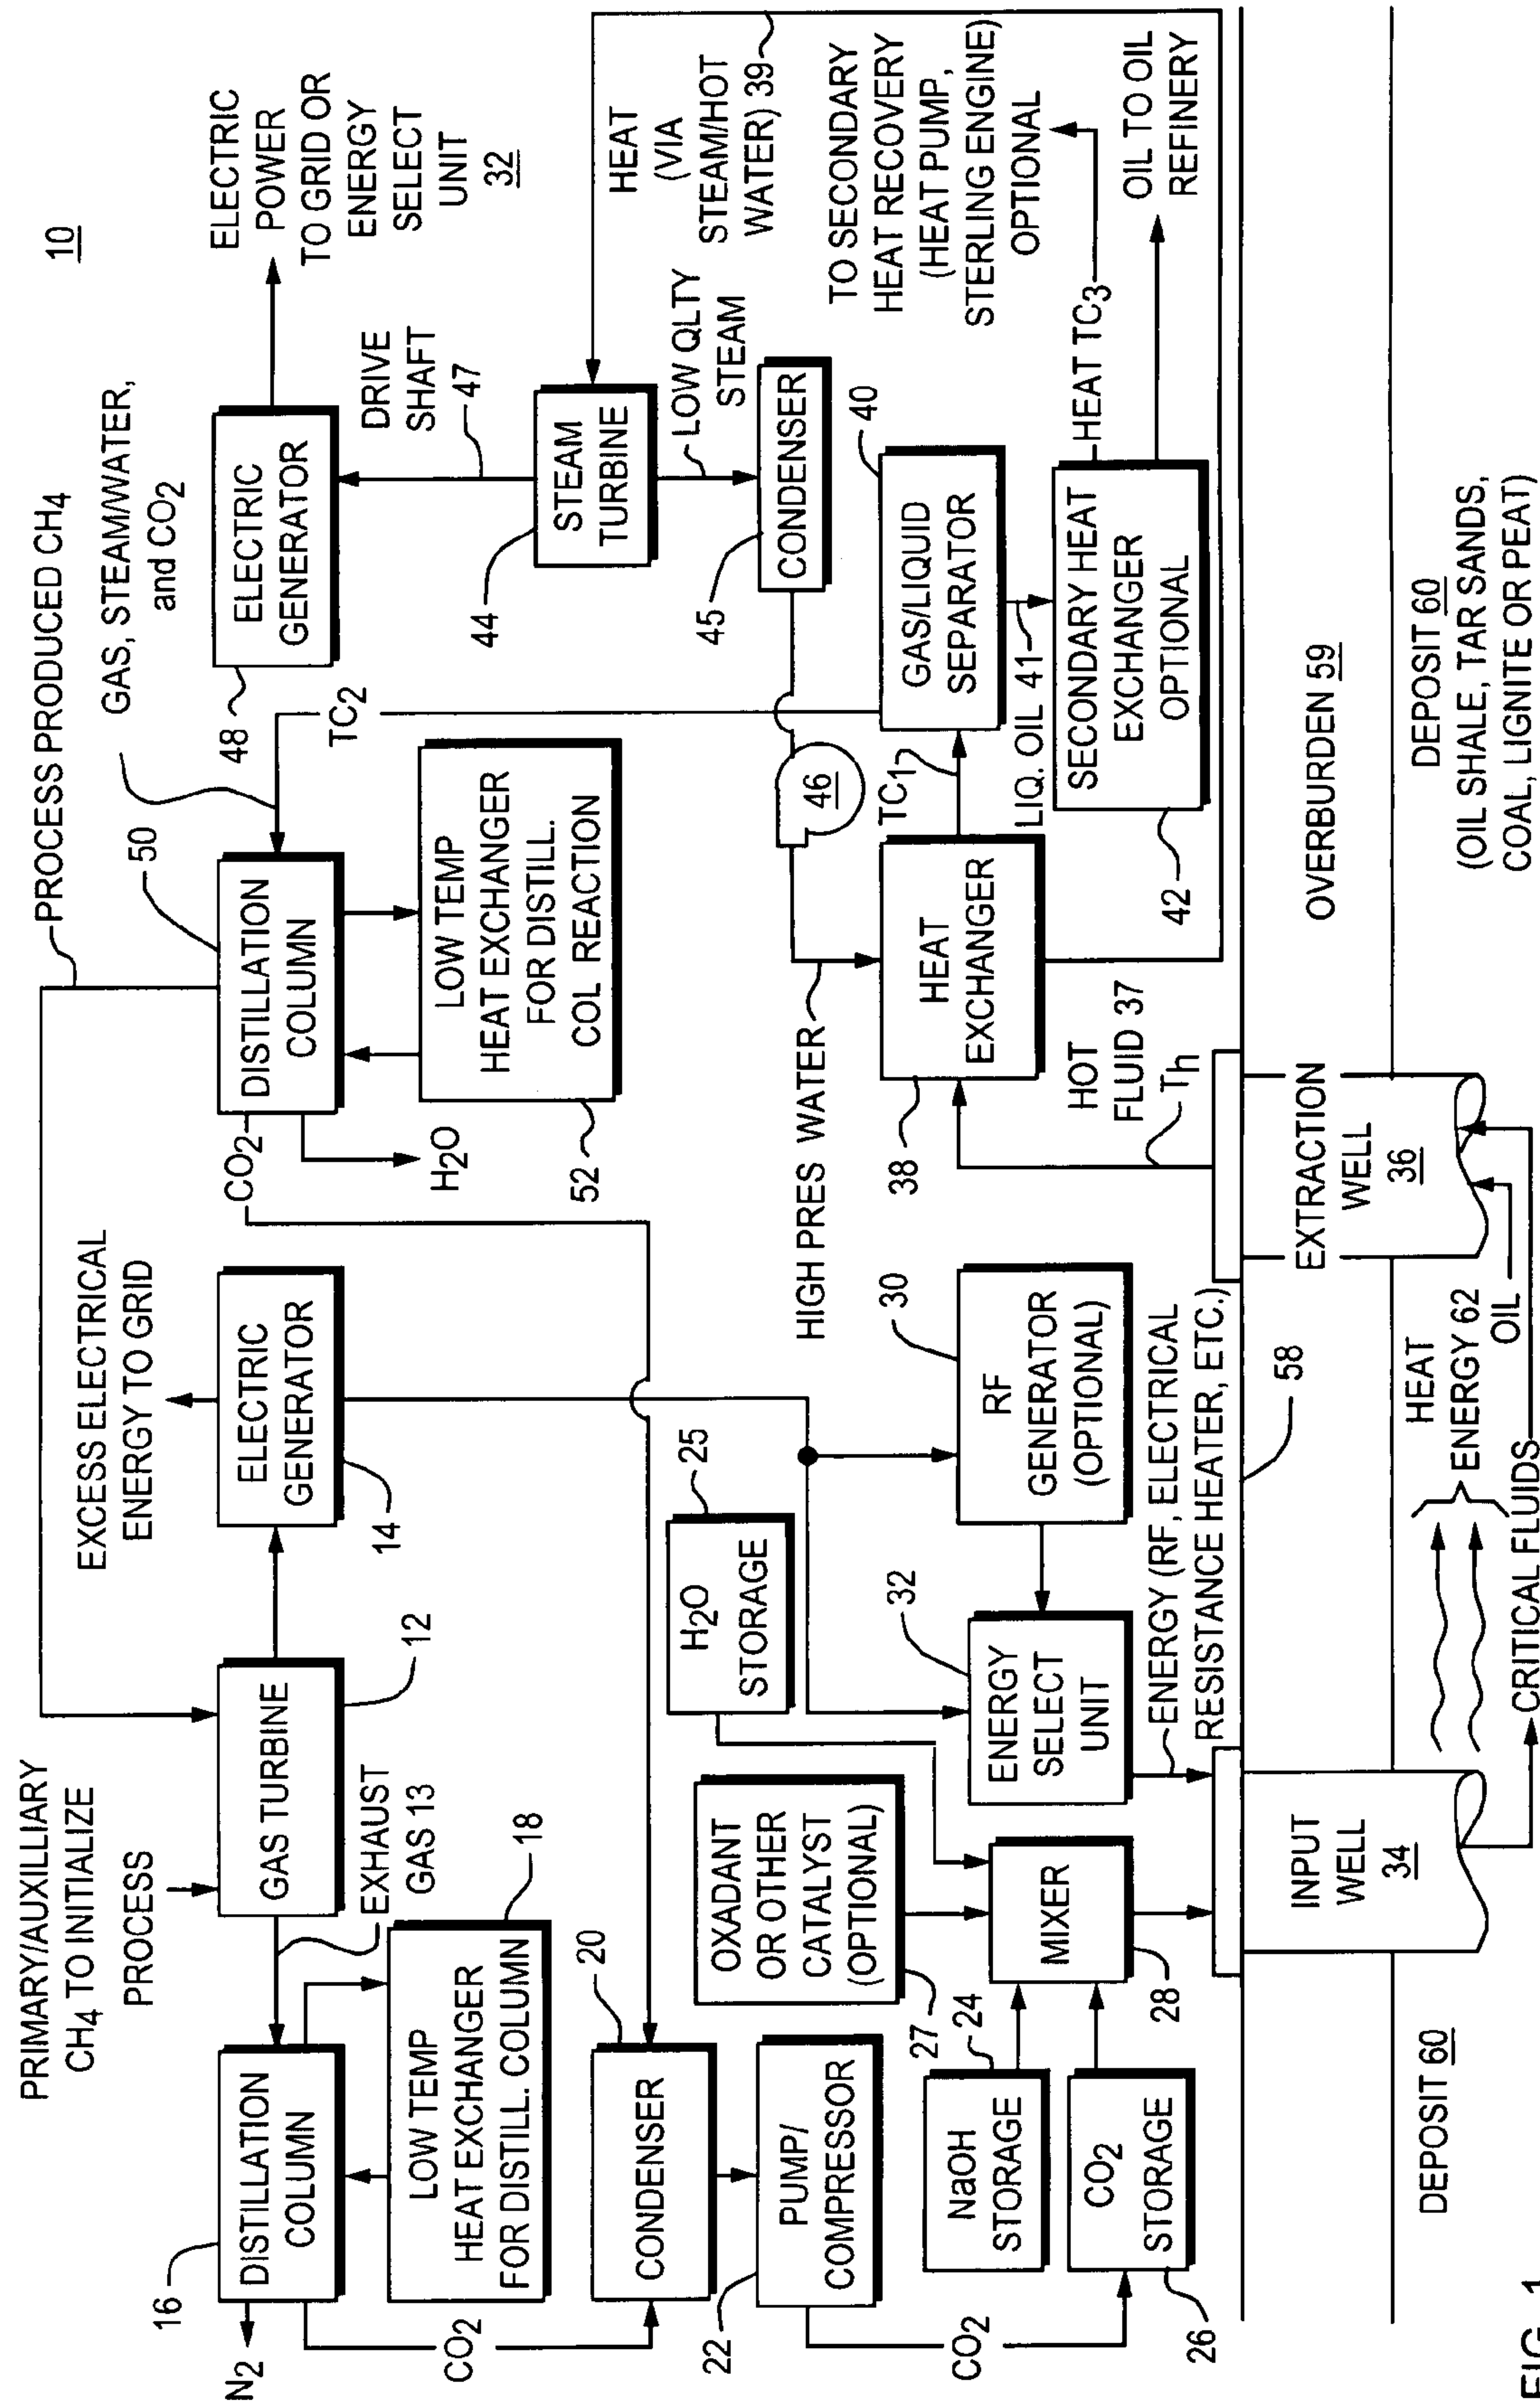 10
PRIMARY/AUXILLIARY
CH4 TO INITIALIZE
PROCESS
EXCESS ELECTRICAL
ENERGY TO GRID
PROCESS PRODUCED CH4
GAS, STEAM/WATER,
and CO2
ELECTRIC
POWER
TO GRID OR
ENERGY
SELECT
UNIT
32
16
N2
DISTILLATION
COLUMN
EXHAUST
GAS 13
GAS TURBINE
12
ELECTRIC
GENERATOR
14
CO2
H2O
DISTILLATION
COLUMN
50
TC2
ELECTRIC
GENERATOR
48
DRIVE
SHAFT
47
LOW TEMP
HEAT EXCHANGER
FOR DISTILL. COLUMN
18
LOW TEMP
HEAT EXCHANGER
FOR DISTILL.
COL REACTION
52
STEAM
TURBINE
44
HEAT
(VIA
STEAM/HOT
WATER) 39
LOW QLTY
STEAM
CO2
CONDENSER
20
CONDENSER
45
46
PUMP/
COMPRESSOR
22
OXADANT
OR OTHER
CATALYST
(OPTIONAL)
27
H2O
STORAGE
25
HIGH PRES WATER
TO SECONDARY
HEAT RECOVERY
(HEAT PUMP,
STERLING ENGINE)
OPTIONAL
HEAT
EXCHANGER
38
TC1
GAS/LIQUID
SEPARATOR
40
LIQ. OIL 41
SECONDARY HEAT
EXCHANGER
OPTIONAL
42
HEAT TC3
OIL TO OIL
REFINERY
CO2
NaOH
STORAGE
24
CO2
STORAGE
26
MIXER
28
ENERGY
SELECT
UNIT
32
RF
GENERATOR
(OPTIONAL)
30
ENERGY (RF, ELECTRICAL
RESISTANCE HEATER, ETC.)
HOT
FLUID 37
Th
58
INPUT
WELL
34
EXTRACTION
WELL
36
OVERBURDEN 59
DEPOSIT 60
HEAT
ENERGY 62
OIL
CRITICAL FLUIDS
DEPOSIT 60
(OIL SHALE, TAR SANDS,
COAL, LIGNITE OR PEAT)
FIG. 1